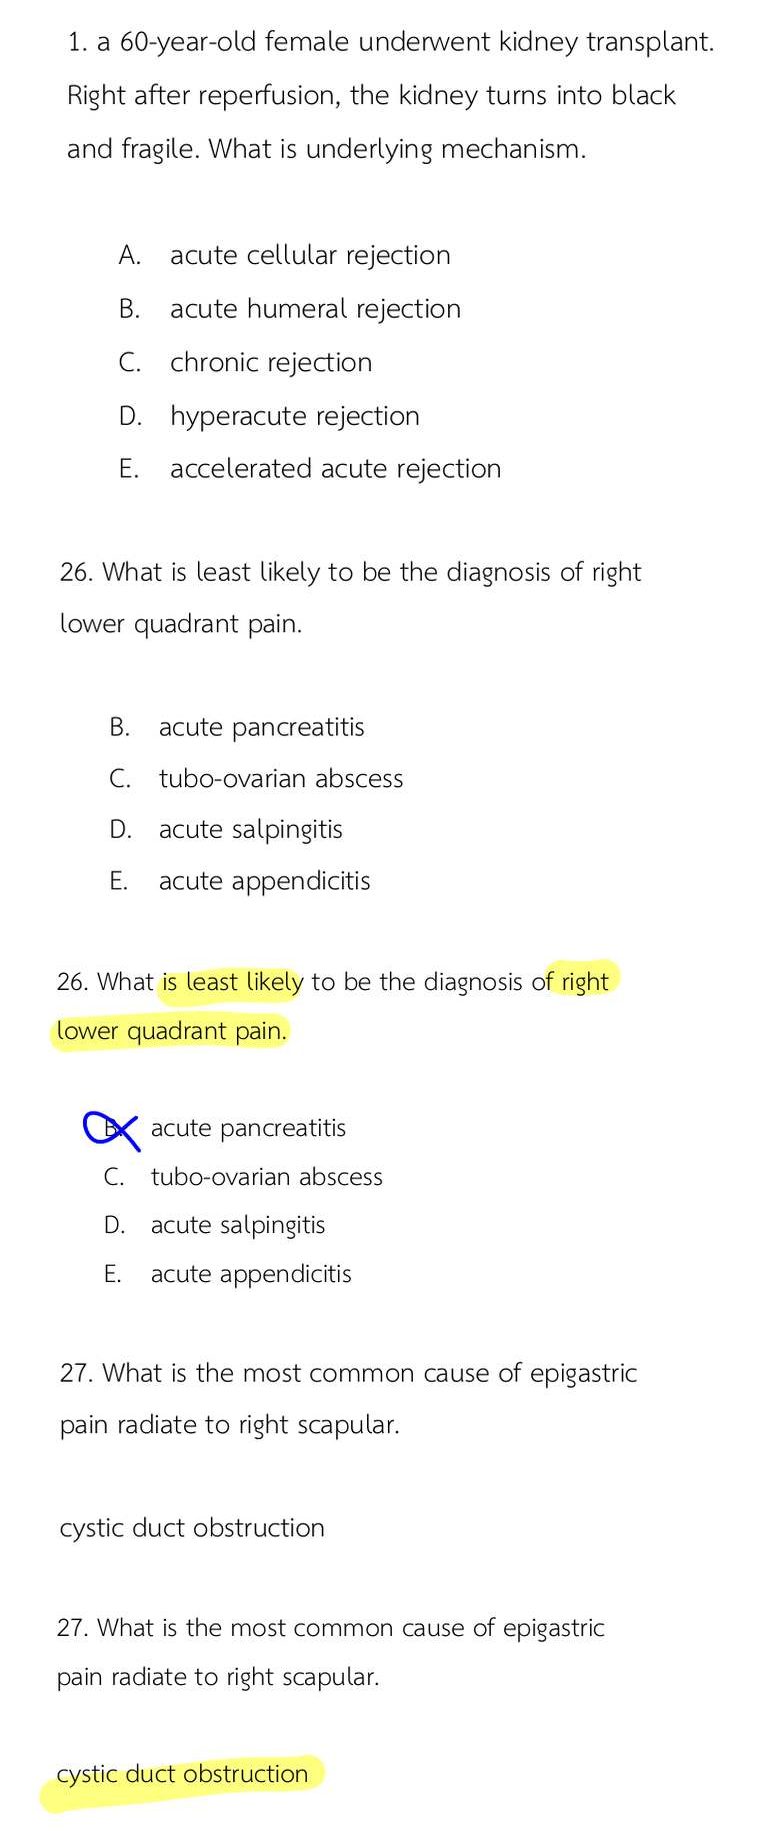 1. a 60-year-old female underwent kidney transplant.
Right after reperfusion, the kidney turns into black
and fragile. What is underlying mechanism.
A. acute cellular rejection
B. acute humeral rejection
C. chronic rejection
D. hyperacute rejection
E. accelerated acute rejection
26. What is least likely to be the diagnosis of right
lower quadrant pain.
B. acute pancreatitis
C. tubo-ovarian abscess
D. acute salpingitis
E. acute appendicitis
26. What is least likely to be the diagnosis of right
lower quadrant pain.
B. acute pancreatitis
C. tubo-ovarian abscess
D. acute salpingitis
E. acute appendicitis
27. What is the most common cause of epigastric
pain radiate to right scapular.
cystic duct obstruction
27. What is the most common cause of epigastric
pain radiate to right scapular.
cystic duct obstruction